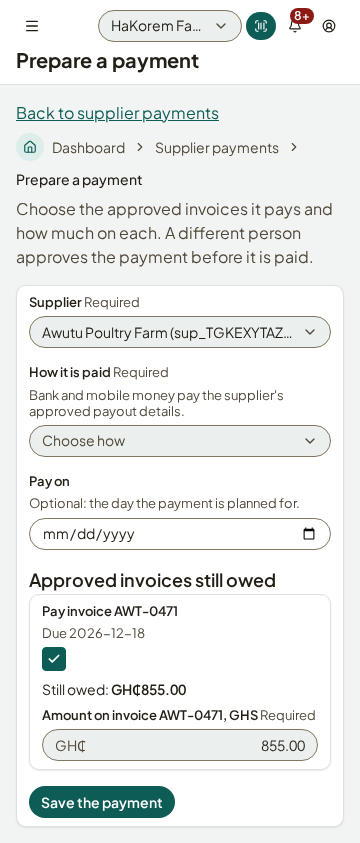 HaKorem Fa...
8+
Prepare a payment
Back to supplier payments
Dashboard
Supplier payments
Prepare a payment
Choose the approved invoices it pays and
how much on each. A different person
approves the payment before it is paid.
Supplier Required
Awutu Poultry Farm (sup_TGKEXYTAZ...
How it is paid Required
Bank and mobile money pay the supplier's
approved payout details.
Choose how
Pay on
Optional: the day the payment is planned for.
mm/dd/yyyy
Approved invoices still owed
Pay invoice AWT-0471
Due 2026-12-18
Still owed: GH₵855.00
Amount on invoice AWT-0471, GHS Required
GH₵ 855.00
Save the payment